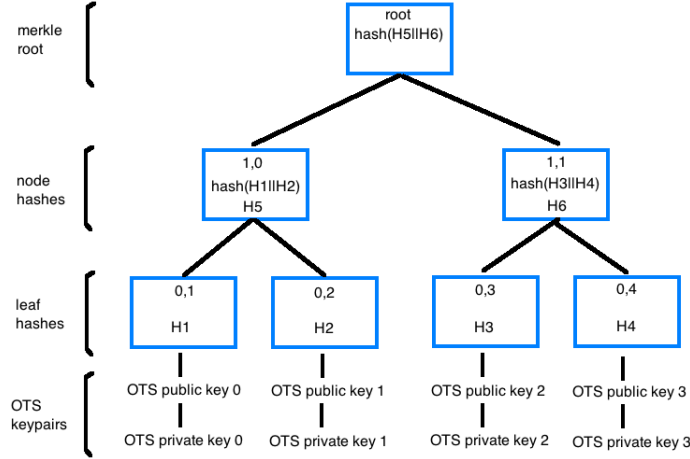 merkle
root
root
hash(H5||H6)
node
hashes
1,0
hash(H1||H2)
H5
1,1
hash(H3||H4)
H6
leaf
hashes
0,1
H1
0,2
H2
0,3
H3
0,4
H4
OTS
keypairs
OTS public key 0
OTS public key 1
OTS public key 2
OTS public key 3
OTS private key 0
OTS private key 1
OTS private key 2
OTS private key 3